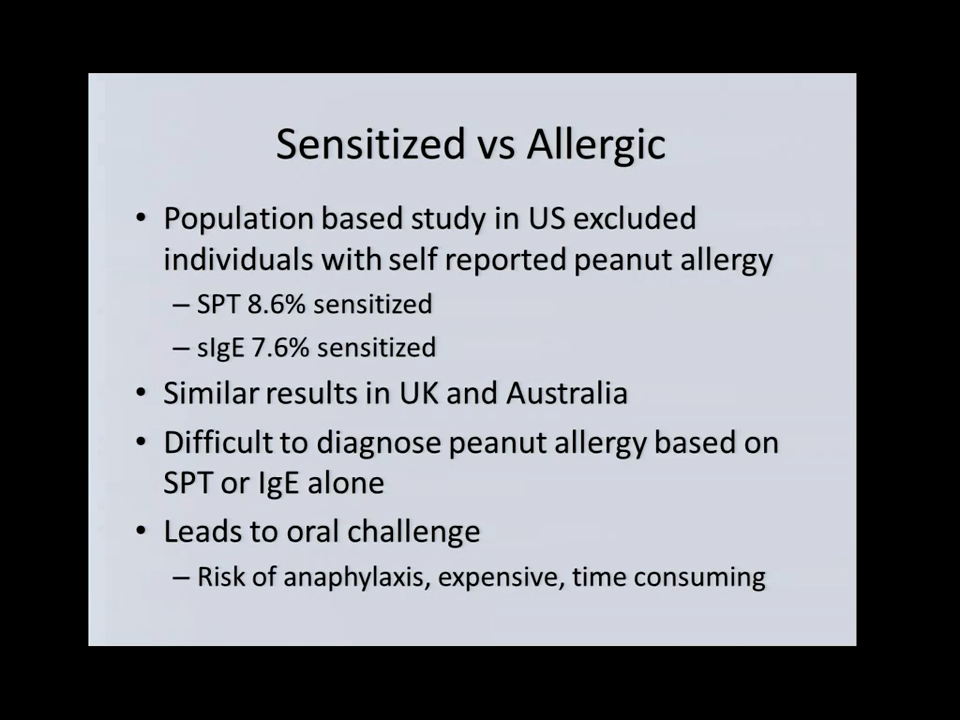 Sensitized vs Allergic
• Population based study in US excluded
individuals with self reported peanut allergy
– SPT 8.6% sensitized
– sIgE 7.6% sensitized
• Similar results in UK and Australia
• Difficult to diagnose peanut allergy based on
SPT or IgE alone
• Leads to oral challenge
– Risk of anaphylaxis, expensive, time consuming